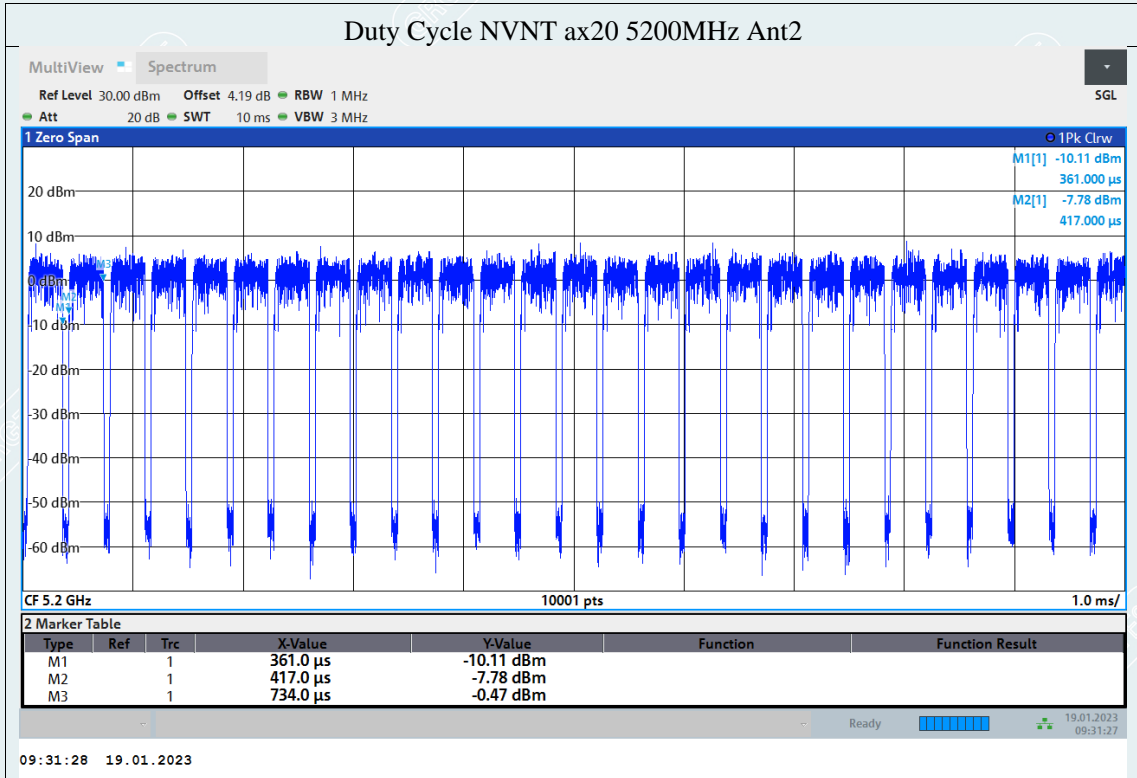 Duty Cycle NVNT ax20 5200MHz Ant2
MultiView Spectrum
Ref Level 30.00 dBm Offset 4.19 dB RBW 1 MHz SGL
Att 20 dB SWT 10 ms VBW 3 MHz
1 Zero Span 1Pk Clrw
M1[1] -10.11 dBm
361.000 µs
M2[1] -7.78 dBm
417.000 µs
20 dBm
10 dBm
M3
0 dBm
M2
M1
-10 dBm
-20 dBm
-30 dBm
-40 dBm
-50 dBm
-60 dBm
CF 5.2 GHz 10001 pts 1.0 ms/
2 Marker Table
Type Ref Trc X-Value Y-Value Function Function Result
M1 1 361.0 µs -10.11 dBm
M2 1 417.0 µs -7.78 dBm
M3 1 734.0 µs -0.47 dBm
Ready 19.01.2023
09:31:27
09:31:28 19.01.2023